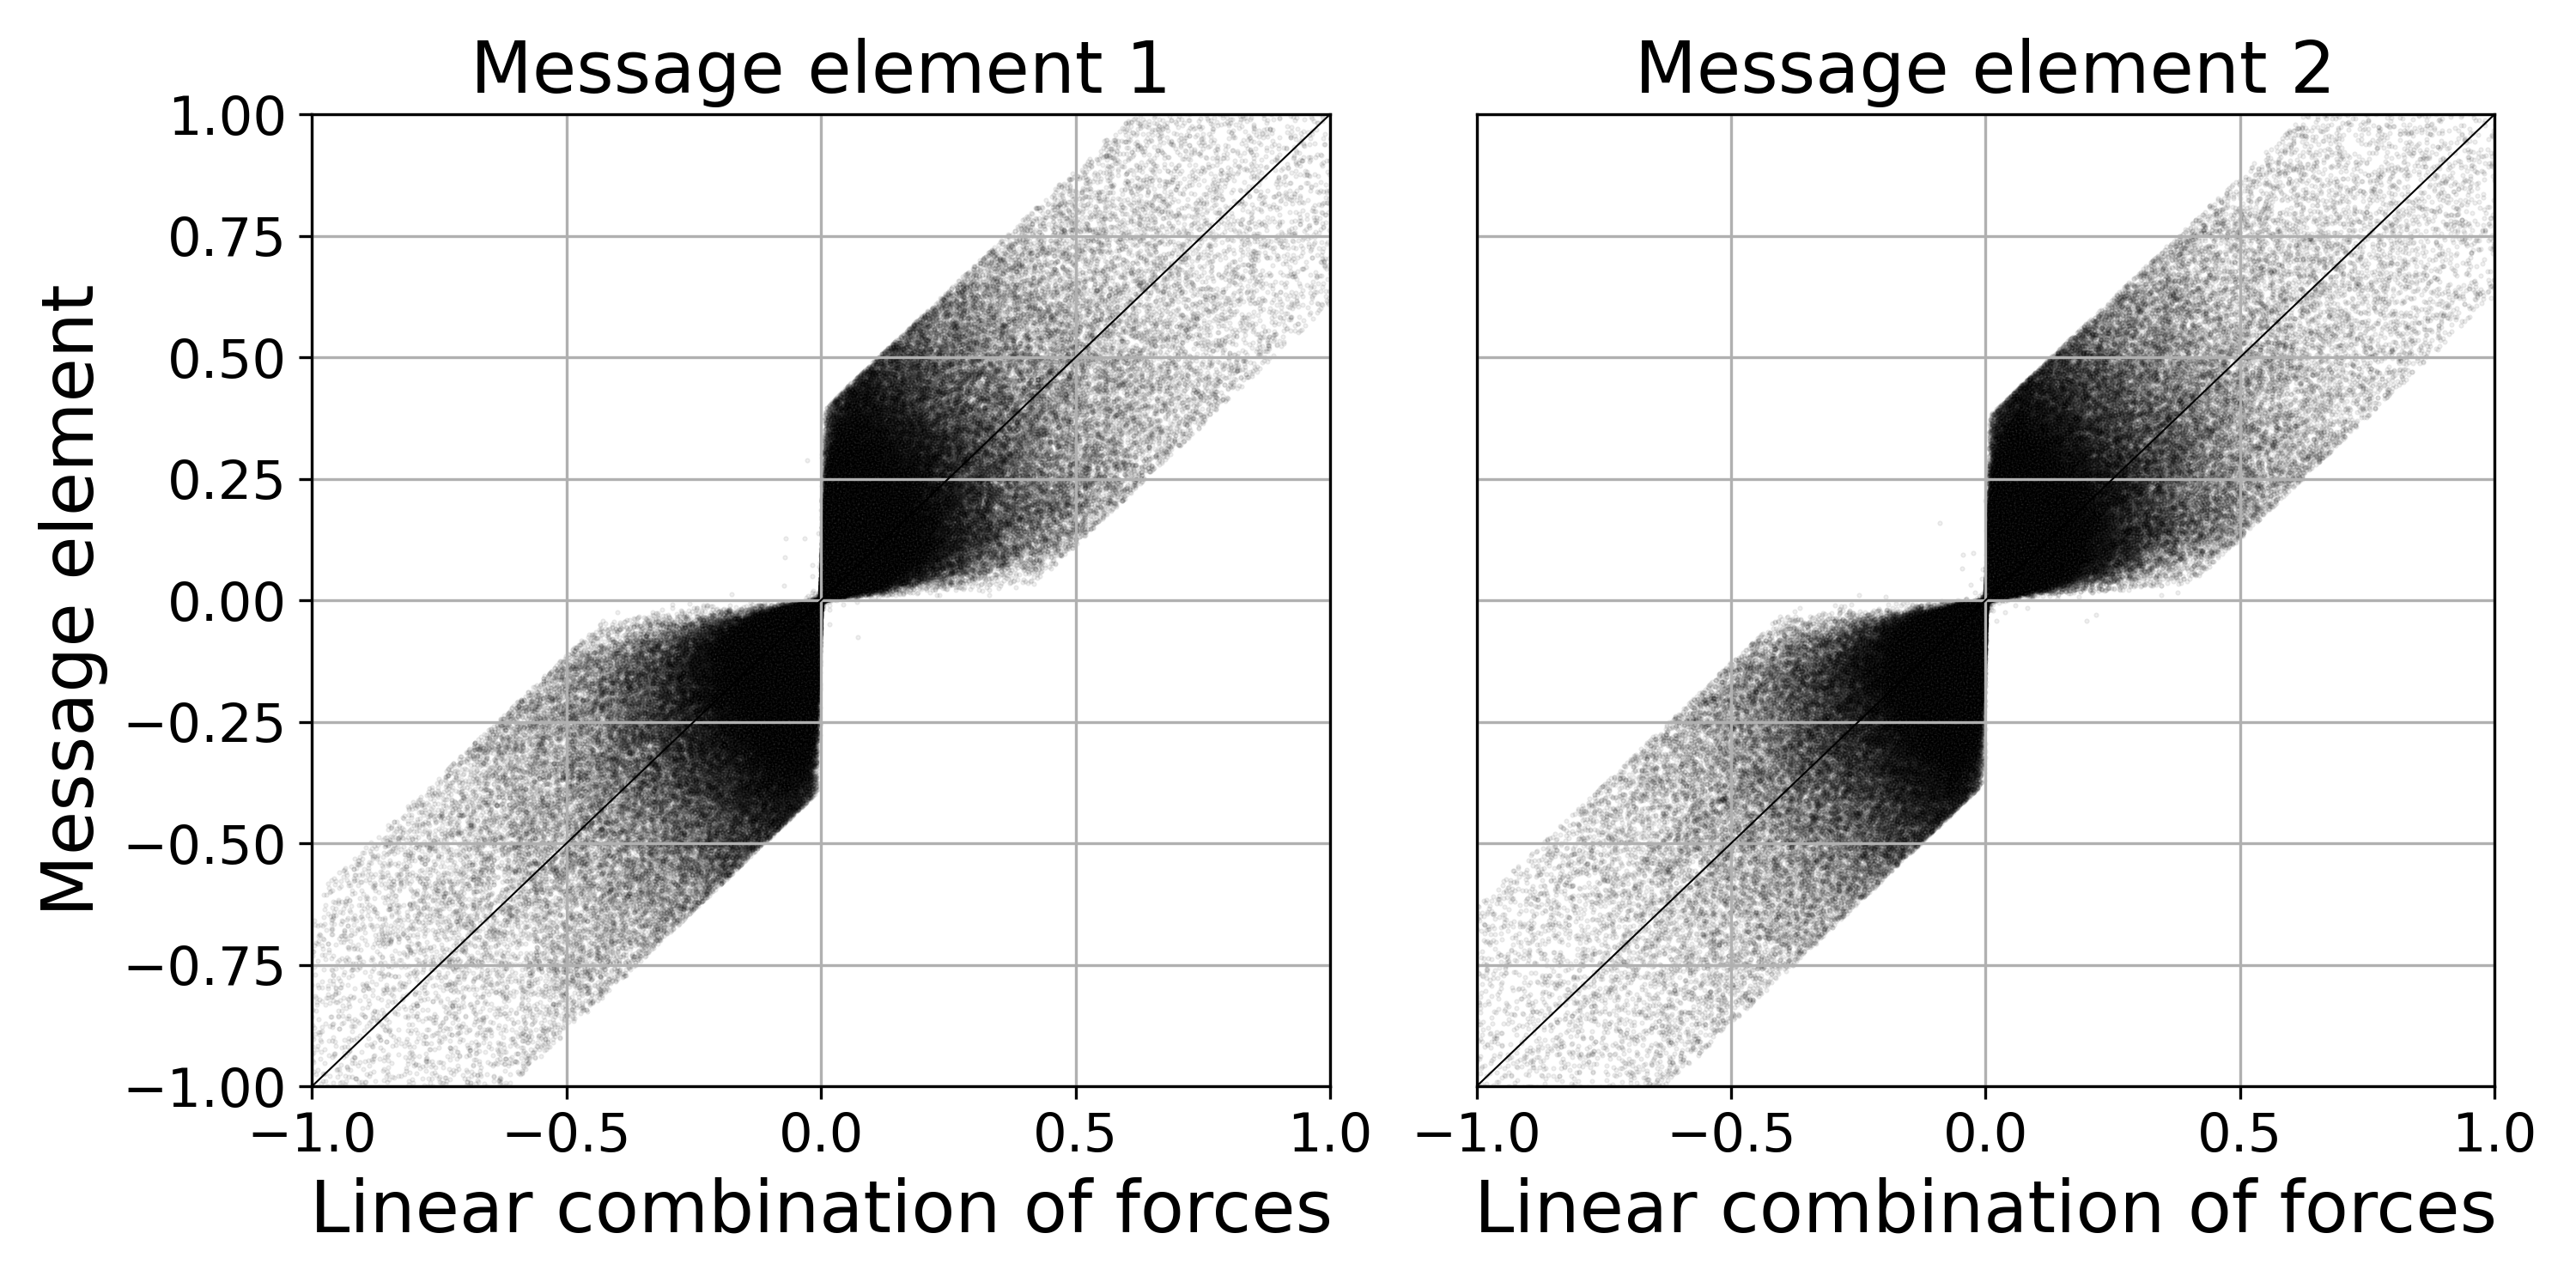 Message element 1
Message element 2
Message element
1.00
0.75
0.50
0.25
0.00
−0.25
−0.50
−0.75
−1.00
−1.0 −0.5 0.0 0.5 1.0
−1.0 −0.5 0.0 0.5 1.0
Linear combination of forces
Linear combination of forces